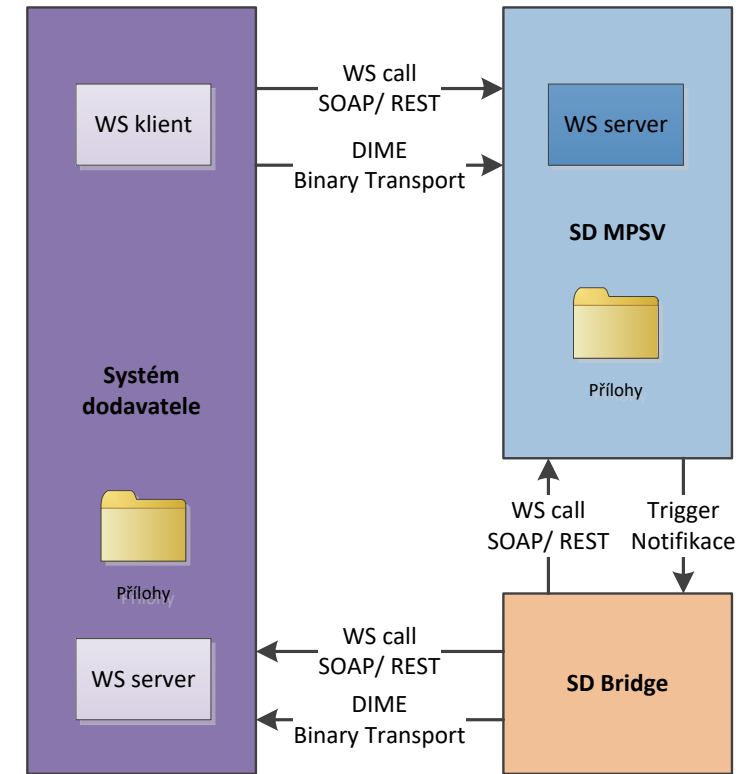 WS klient
WS call
SOAP/ REST
DIME
Binary Transport
WS server
SD MPSV
Přílohy
Systém
dodavatele
Přílohy
WS server
WS call
SOAP/ REST
Trigger
Notifikace
WS call
SOAP/ REST
DIME
Binary Transport
SD Bridge